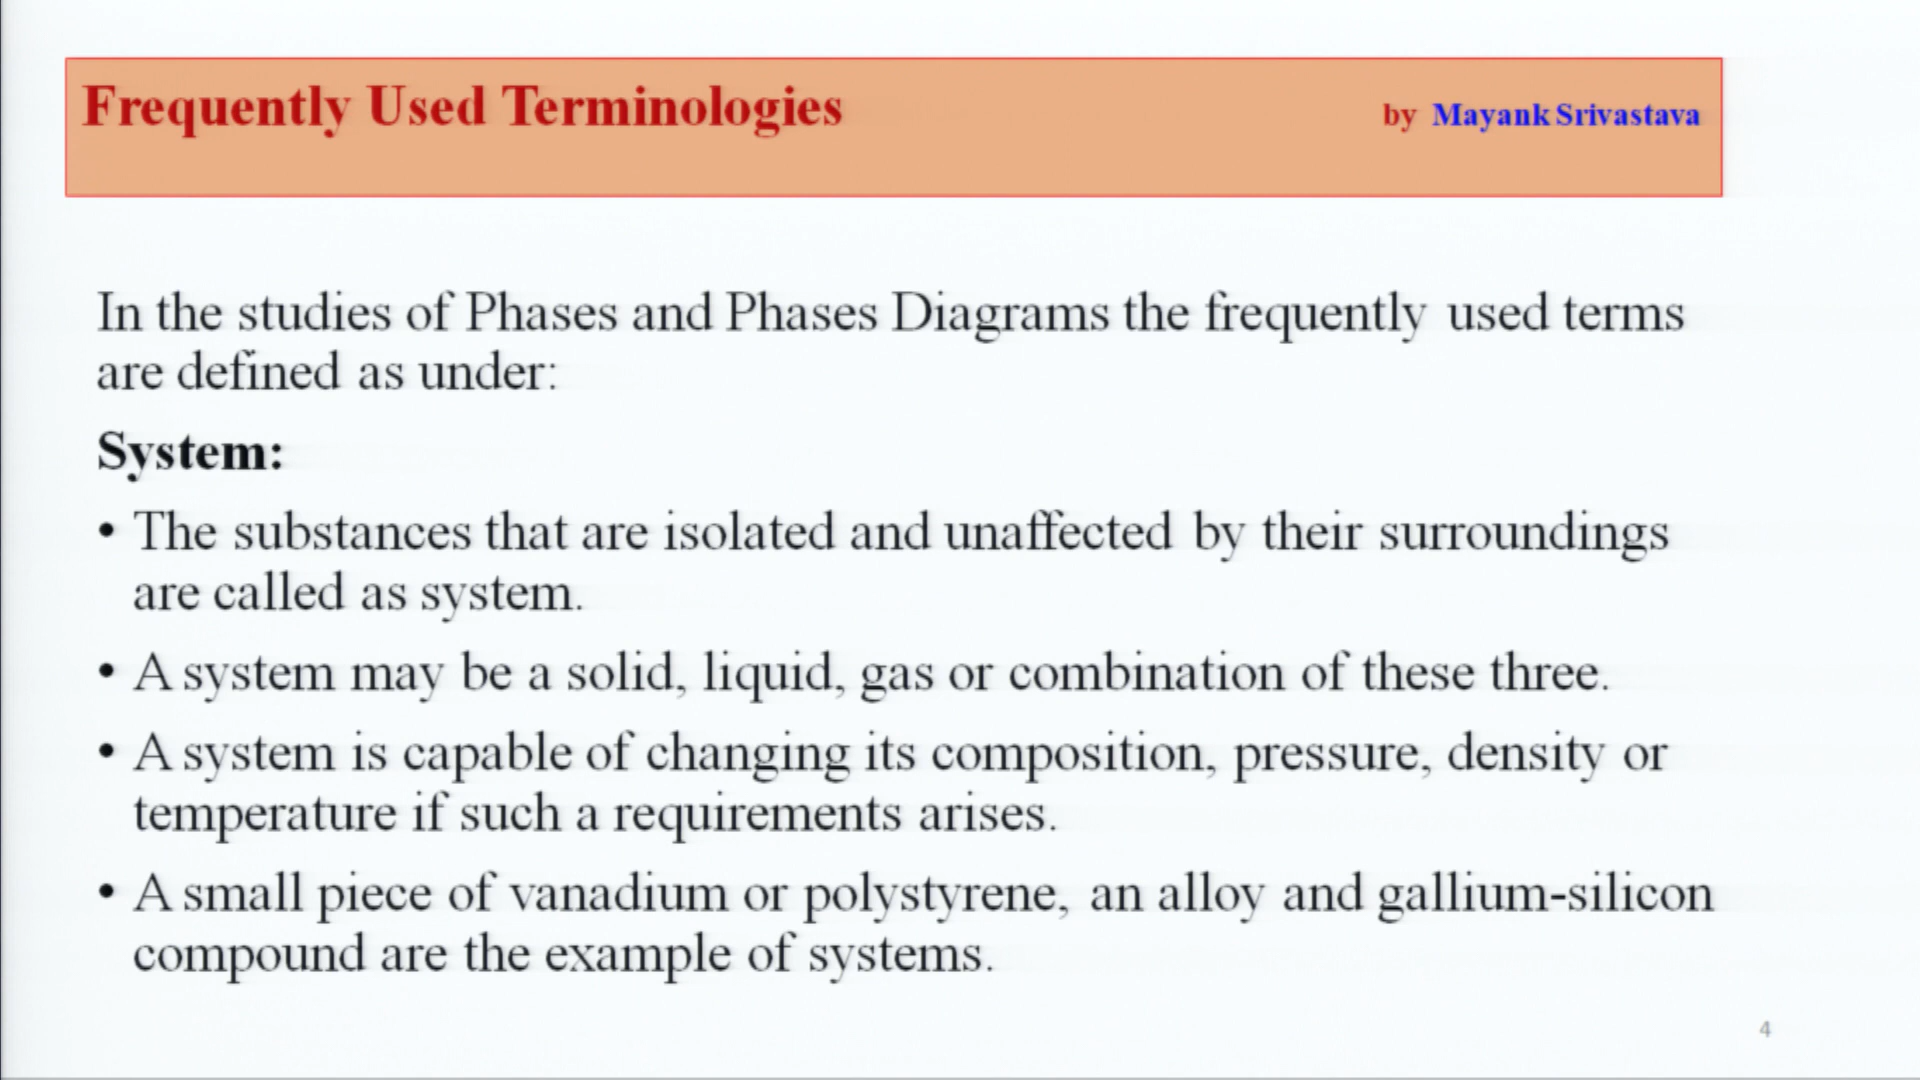 Frequently Used Terminologies by Mayank Srivastava
In the studies of Phases and Phases Diagrams the frequently used terms
are defined as under:
System:
• The substances that are isolated and unaffected by their surroundings
are called as system.
• A system may be a solid, liquid, gas or combination of these three.
• A system is capable of changing its composition, pressure, density or
temperature if such a requirements arises.
• A small piece of vanadium or polystyrene, an alloy and gallium-silicon
compound are the example of systems.
4